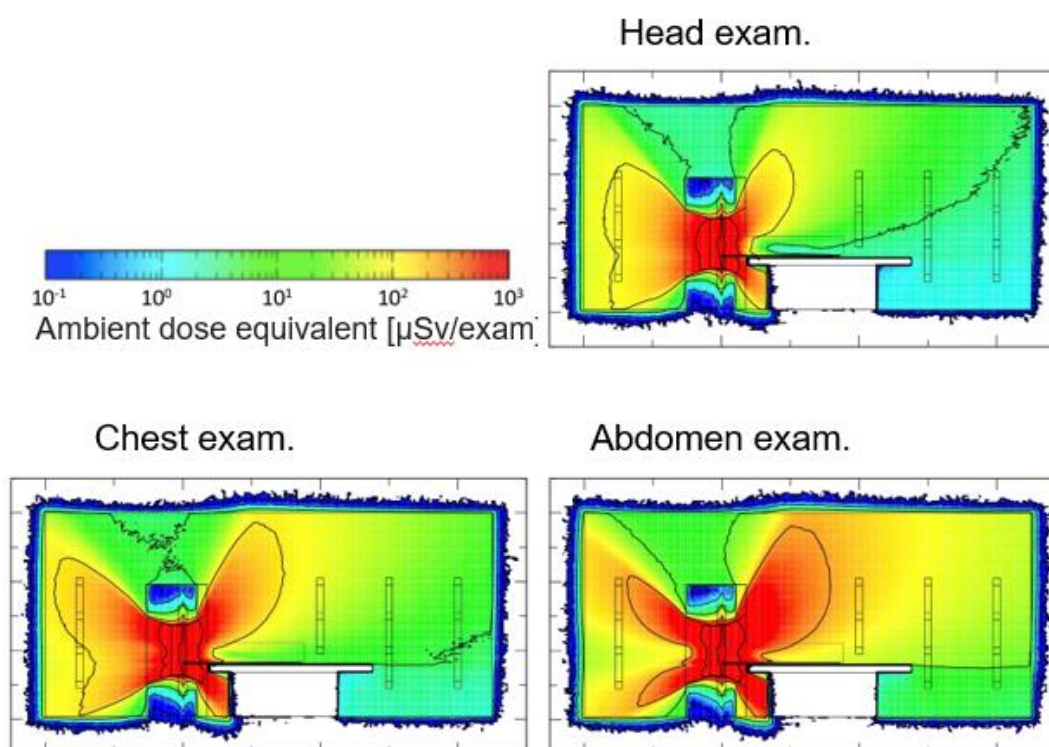 Head exam.
10⁻¹ 10⁰ 10¹ 10² 10³
Ambient dose equivalent [µSv/exam]
Chest exam.
Abdomen exam.